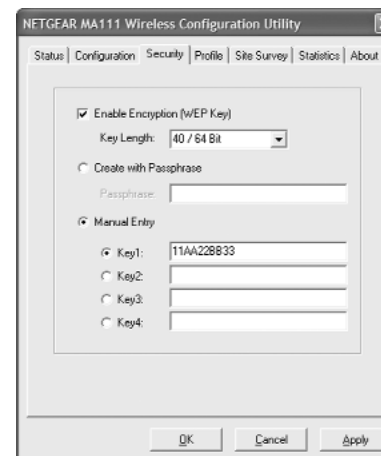 NETGEAR MA111 Wireless Configuration Utility
Status Configuration Security Profile Site Survey Statistics About
Enable Encryption (WEP Key)
Key Length: 40 / 64 Bit
Create with Passphrase
Passphrase:
Manual Entry
Key1: 11AA22BB33
Key2:
Key3:
Key4:
OK Cancel Apply